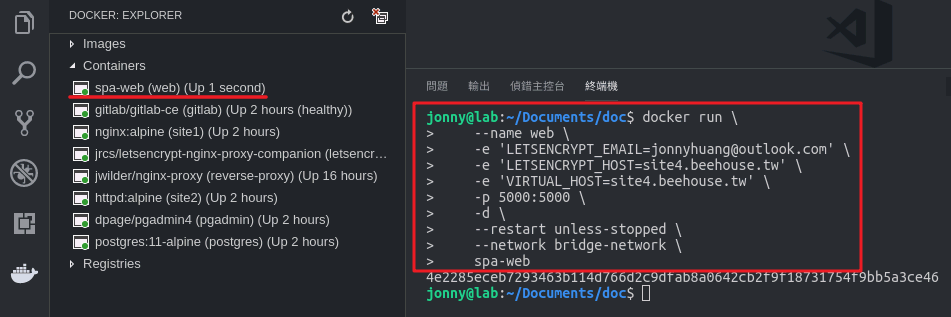 DOCKER: EXPLORER
Images
Containers
spa-web (web) (Up 1 second)
gitlab/gitlab-ce (gitlab) (Up 2 hours (healthy))
nginx:alpine (site1) (Up 2 hours)
jrcs/letsencrypt-nginx-proxy-companion (letsencr…
jwilder/nginx-proxy (reverse-proxy) (Up 16 hours)
httpd:alpine (site2) (Up 2 hours)
dpage/pgadmin4 (pgadmin) (Up 2 hours)
postgres:11-alpine (postgres) (Up 2 hours)
Registries
問題 輸出 偵錯主控台 終端機
jonny@lab:~/Documents/doc$ docker run \
> --name web \
> -e 'LETSENCRYPT_EMAIL=jonnyhuang@outlook.com' \
> -e 'LETSENCRYPT_HOST=site4.beehouse.tw' \
> -e 'VIRTUAL_HOST=site4.beehouse.tw' \
> -p 5000:5000 \
> -d \
> --restart unless-stopped \
> --network bridge-network \
> spa-web
4e2285eceb7293463b114d766d2c9dfab8a0642cb2f9f18731754f9bb5a3ce46
jonny@lab:~/Documents/doc$